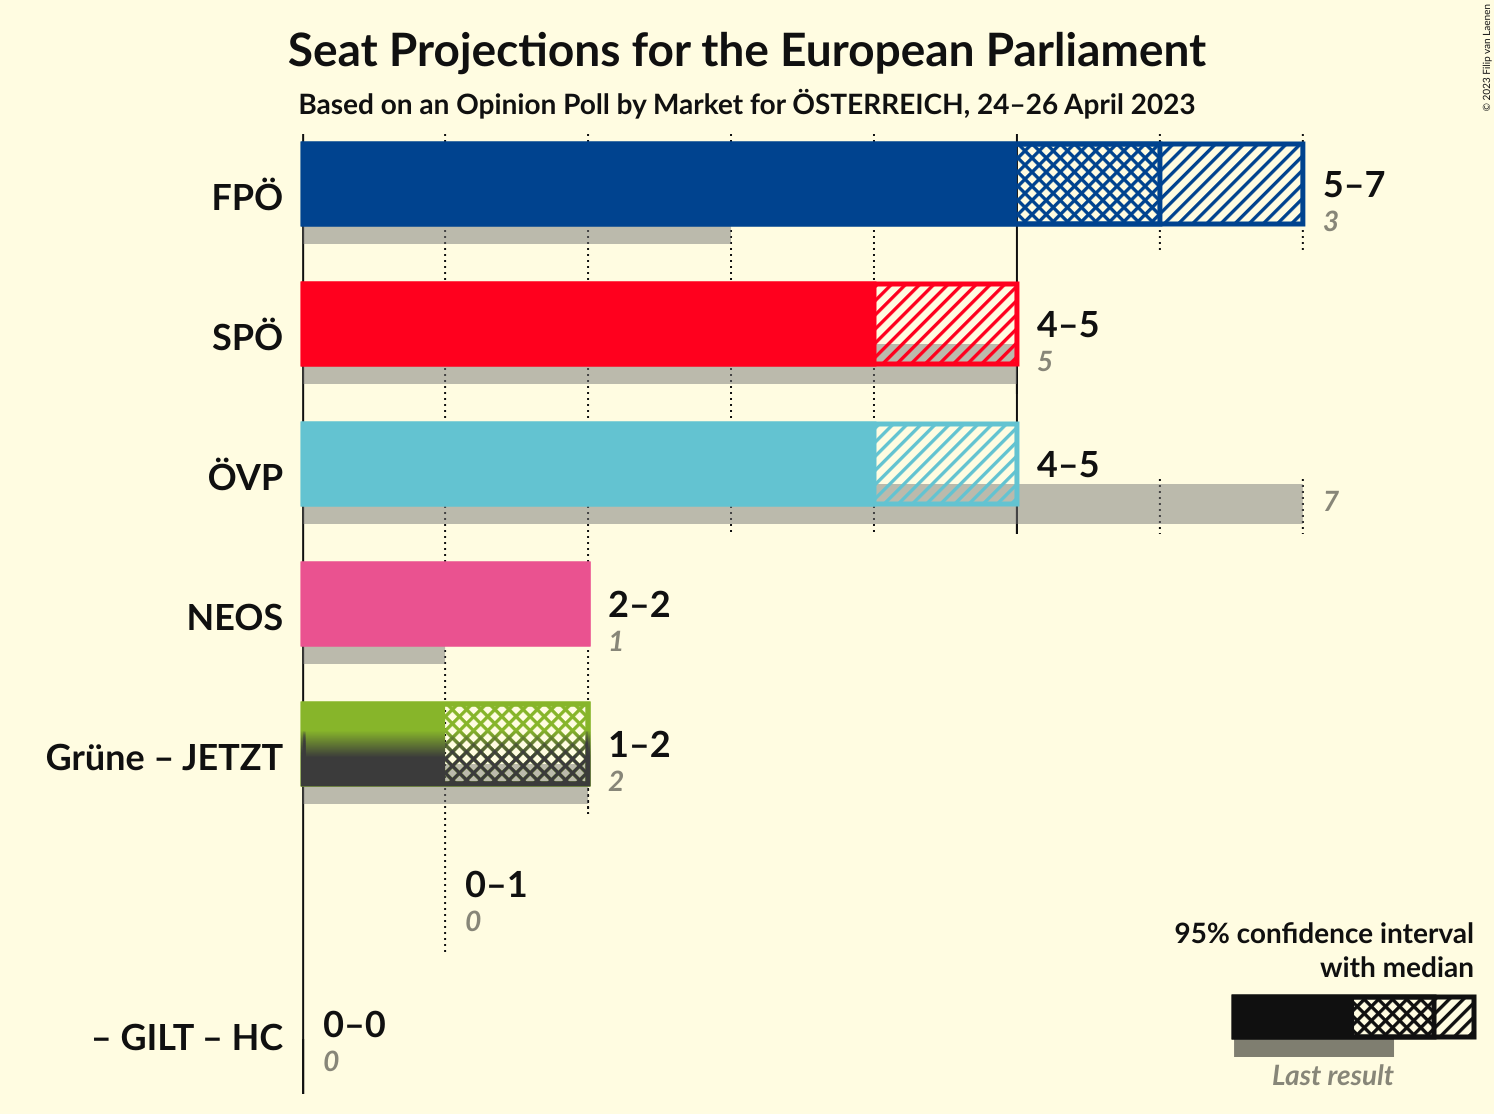 Seat Projections for the European Parliament
Based on an Opinion Poll by Market for ÖSTERREICH, 24–26 April 2023
© 2023 Filip van Laenen
FPÖ
5–7
3
SPÖ
4–5
5
ÖVP
4–5
7
NEOS
2–2
1
Grüne – JETZT
1–2
2
0–1
0
– GILT – HC
0–0
0
95% confidence interval
with median
Last result